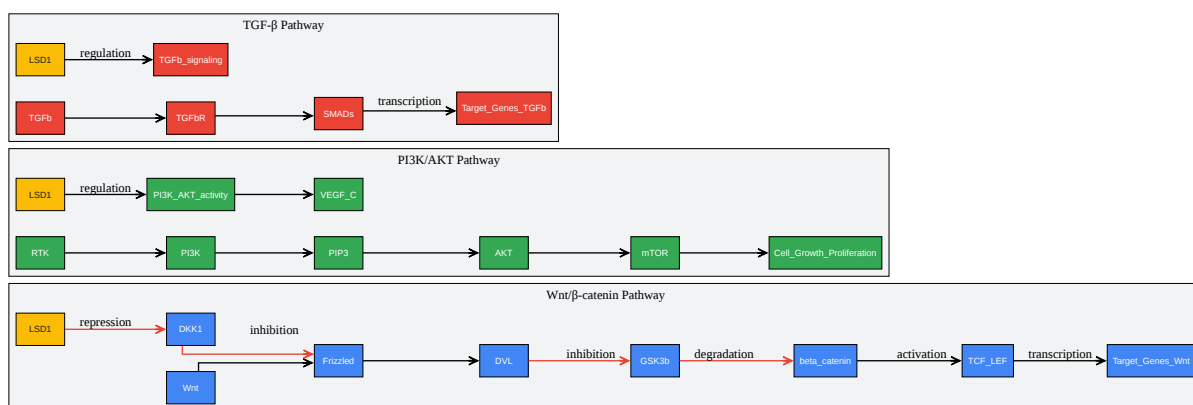 TGF-β Pathway
LSD1
regulation
TGFb_signaling
TGFb
TGFbR
SMADs
transcription
Target_Genes_TGFb
PI3K/AKT Pathway
LSD1
regulation
PI3K_AKT_activity
VEGF_C
RTK
PI3K
PIP3
AKT
mTOR
Cell_Growth_Proliferation
Wnt/β-catenin Pathway
LSD1
repression
DKK1
inhibition
Wnt
Frizzled
DVL
inhibition
GSK3b
degradation
beta_catenin
activation
TCF_LEF
transcription
Target_Genes_Wnt